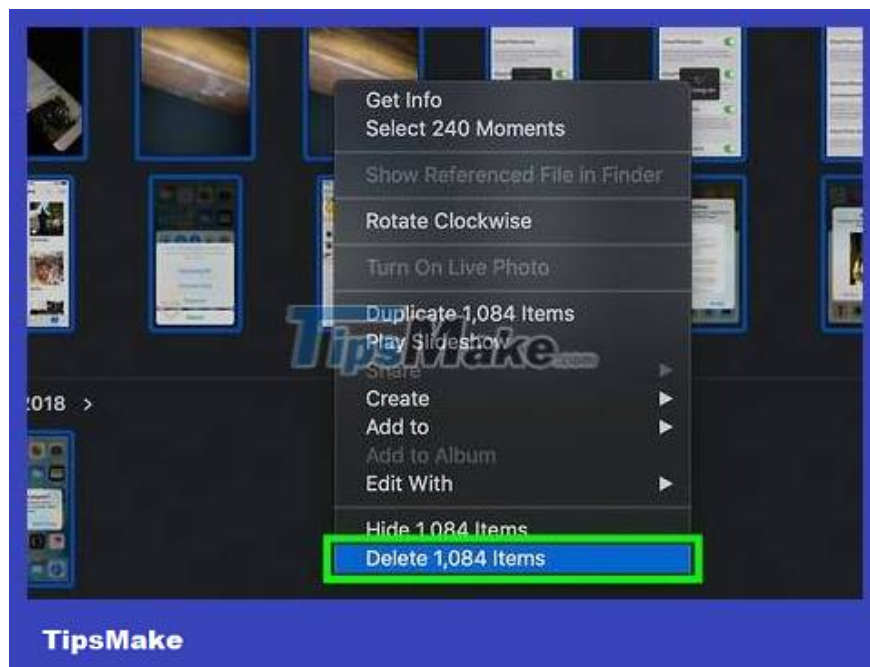 Get Info
Select 240 Moments
Show Referenced File in Finder
Rotate Clockwise
Turn On Live Photo
Duplicate 1,084 Items
Play Slideshow
TipsMake.com
Share
2018 >
Create
Add to
Add to Album
Edit With
Hide 1,084 Items
Delete 1,084 Items
TipsMake